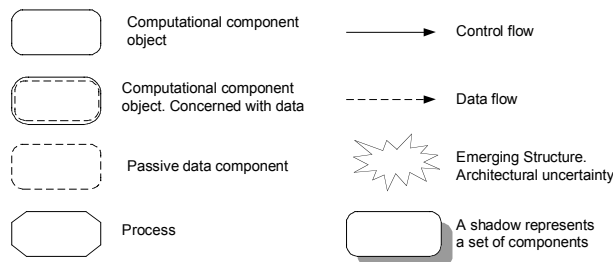 Computational component
object
Control flow
Computational component
object. Concerned with data
Data flow
Passive data component
Emerging Structure.
Architectural uncertainty
Process
A shadow represents
a set of components